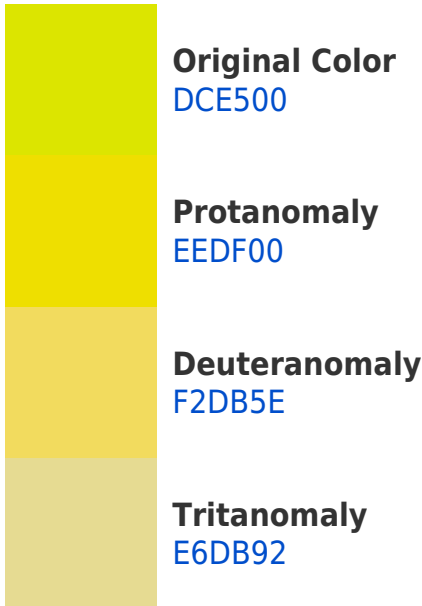 Original Color
DCE500
Protanomaly
EEDF00
Deuteranomaly
F2DB5E
Tritanomaly
E6DB92